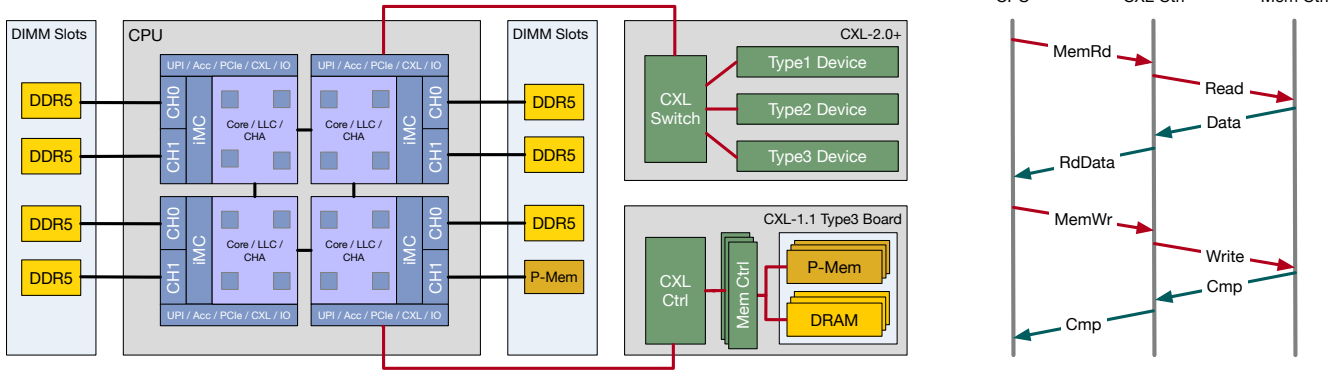 DIMM Slots
DDR5
DDR5
DDR5
DDR5
CPU
UPI / Acc / PCIe / CXL / IO
CH0
CH1
iMC
Core / LLC /
CHA
UPI / Acc / PCIe / CXL / IO
Core / LLC /
CHA
iMC
CH0
CH1
CH0
CH1
iMC
Core / LLC /
CHA
UPI / Acc / PCIe / CXL / IO
Core / LLC /
CHA
iMC
CH0
CH1
UPI / Acc / PCIe / CXL / IO
DIMM Slots
DDR5
DDR5
DDR5
P-Mem
CXL-2.0+
CXL
Switch
Type1 Device
Type2 Device
Type3 Device
CXL-1.1 Type3 Board
CXL
Ctrl
Mem Ctrl
P-Mem
DRAM
MemRd
Read
Data
RdData
MemWr
Write
Cmp
Cmp